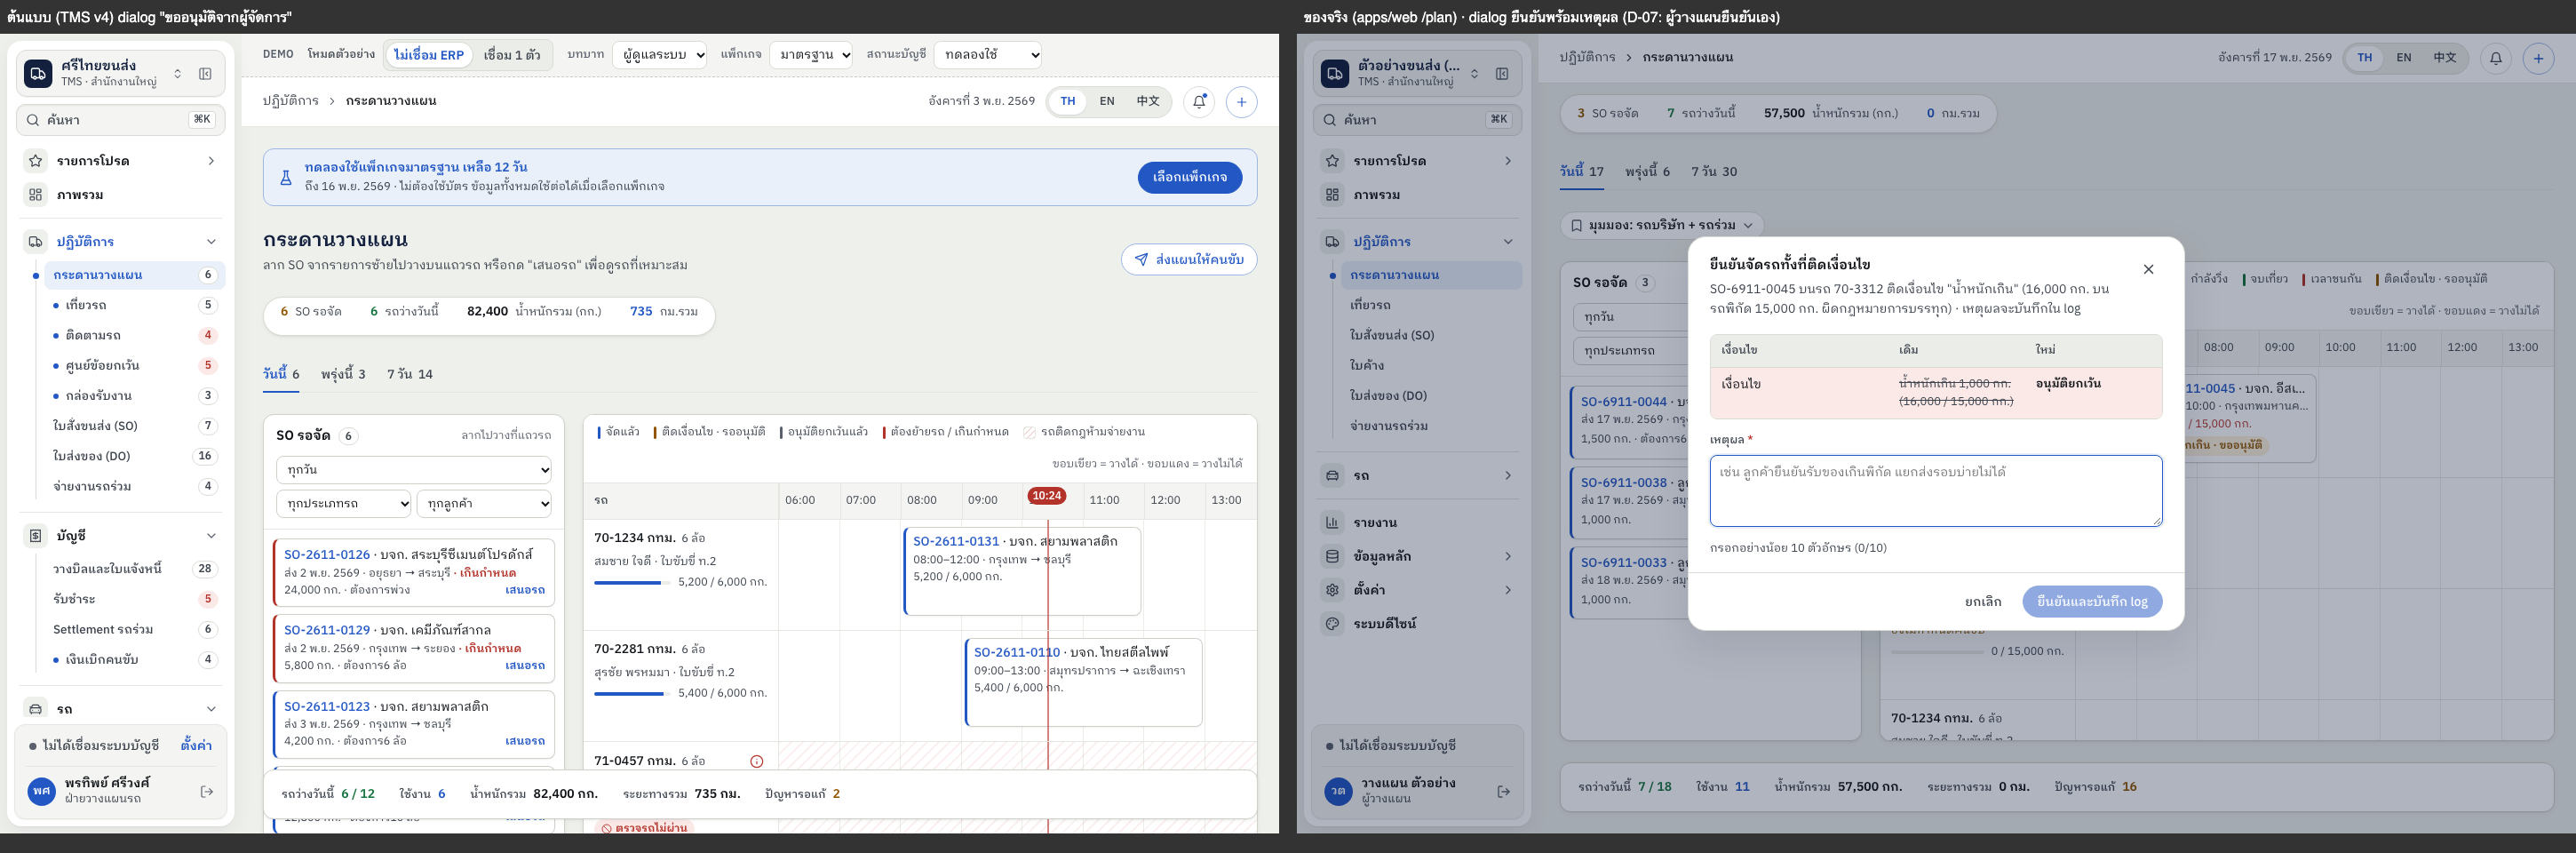 ต้นแบบ (TMS v4) dialog "ขออนุมัติจากผู้จัดการ"
ศรีไทยขนส่ง
TMS · สำนักงานใหญ่
ค้นหา ⌘K
รายการโปรด
ภาพรวม
ปฏิบัติการ
กระดานวางแผน 6
เที่ยวรถ 5
ติดตามรถ 4
ศูนย์ข้อยกเว้น 5
กล่องรับงาน 3
ใบสั่งขนส่ง (SO) 7
ใบส่งของ (DO) 16
จ่ายงานรถร่วม 4
บัญชี
วางบิลและใบแจ้งหนี้ 28
รับชำระ 5
Settlement รถร่วม 6
เงินเบิกคนขับ 4
รถ
ไม่ได้เชื่อมระบบบัญชี ตั้งค่า
พศ พรทิพย์ ศรีวงศ์
ฝ่ายวางแผนรถ
DEMO โหมดตัวอย่าง ไม่เชื่อม ERP เชื่อม 1 ตัว บทบาท ผู้ดูแลระบบ แพ็กเกจ มาตรฐาน สถานะบัญชี ทดลองใช้
ปฏิบัติการ > กระดานวางแผน อังคารที่ 3 พ.ย. 2569 TH EN 中文
ทดลองใช้แพ็กเกจมาตรฐาน เหลือ 12 วัน
ถึง 16 พ.ย. 2569 · ไม่ต้องใช้บัตร ข้อมูลทั้งหมดใช้ต่อได้เมื่อเลือกแพ็กเกจ
เลือกแพ็กเกจ
กระดานวางแผน
ลาก SO จากรายการซ้ายไปวางบนแถวรถ หรือกด "เสนอรถ" เพื่อดูรถที่เหมาะสม
ส่งแผนให้คนขับ
6 SO รอจัด 6 รถว่างวันนี้ 82,400 น้ำหนักรวม (กก.) 735 กม.รวม
วันนี้ 6 พรุ่งนี้ 3 7 วัน 14
SO รอจัด 6 ลากไปวางที่แถวรถ
ทุกวัน
ทุกประเภทรถ ทุกลูกค้า
SO-2611-0126 · บจก. สระบุรีซีเมนต์โปรดักส์
ส่ง 2 พ.ย. 2569 · อยุธยา → สระบุรี · เกินกำหนด
24,000 กก. · ต้องการพ่วง เสนอรถ
SO-2611-0129 · บจก. เคมีภัณฑ์สากล
ส่ง 2 พ.ย. 2569 · กรุงเทพ → ระยอง · เกินกำหนด
5,800 กก. · ต้องการ6 ล้อ เสนอรถ
SO-2611-0123 · บจก. สยามพลาสติก
ส่ง 3 พ.ย. 2569 · กรุงเทพ → ชลบุรี
4,200 กก. · ต้องการ6 ล้อ เสนอรถ
จัดแล้ว ติดเงื่อนไข · รออนุมัติ อนุมัติยกเว้นแล้ว ต้องย้ายรถ / เกินกำหนด รถติดกฎห้ามจ่ายงาน
ขอบเขียว = วางได้ · ขอบแดง = วางไม่ได้
รถ 06:00 07:00 08:00 09:00 10:24 11:00 12:00 13:00
70-1234 กทม. 6 ล้อ
สมชาย ใจดี · ใบขับขี่ ท.2
5,200 / 6,000 กก.
SO-2611-0131 · บจก. สยามพลาสติก
08:00–12:00 · กรุงเทพ → ชลบุรี
5,200 / 6,000 กก.
70-2281 กทม. 6 ล้อ
สุรชัย พรหมมา · ใบขับขี่ ท.2
5,400 / 6,000 กก.
SO-2611-0110 · บจก. ไทยสตีลไพพ์
09:00–13:00 · สมุทรปราการ → ฉะเชิงเทรา
5,400 / 6,000 กก.
71-0457 กทม. 6 ล้อ
รถว่างวันนี้ 6 / 12 ใช้งาน 6 น้ำหนักรวม 82,400 กก. ระยะทางรวม 735 กม. ปัญหารอแก้ 2
ตรวจรถไม่ผ่าน
ของจริง (apps/web /plan) · dialog ยืนยันพร้อมเหตุผล (D-07: ผู้วางแผนยืนยันเอง)
ตัวอย่างขนส่ง (...
TMS · สำนักงานใหญ่
ค้นหา ⌘K
รายการโปรด
ภาพรวม
ปฏิบัติการ
กระดานวางแผน
เที่ยวรถ
ใบสั่งขนส่ง (SO)
ใบค้าง
ใบส่งของ (DO)
จ่ายงานรถร่วม
รถ
รายงาน
ข้อมูลหลัก
ตั้งค่า
ระบบดีไซน์
ไม่ได้เชื่อมระบบบัญชี
วต วางแผน ตัวอย่าง
ผู้วางแผน
ปฏิบัติการ > กระดานวางแผน อังคารที่ 17 พ.ย. 2569 TH EN 中文
3 SO รอจัด 7 รถว่างวันนี้ 57,500 น้ำหนักรวม (กก.) 0 กม.รวม
วันนี้ 17 พรุ่งนี้ 6 7 วัน 30
มุมมอง: รถบริษัท + รถร่วม
SO รอจัด 3
ทุกวัน
ทุกประเภทรถ
SO-6911-0044
ส่ง 17 พ.ย. 2569
1,500 กก. · ต้องการ6
SO-6911-0038
ส่ง 17 พ.ย. 2569
1,000 กก.
SO-6911-0033
ส่ง 18 พ.ย. 2569
1,000 กก.
กำลังวิ่ง จบเที่ยว เวลาชนกัน ติดเงื่อนไข · รออนุมัติ
ขอบเขียว = วางได้ · ขอบแดง = วางไม่ได้
08:00 09:00 10:00 11:00 12:00 13:00
11-0045 · บจก. อีสเ...
10:00 · กรุงเทพมหานค...
/ 15,000 กก.
กเกิน · ขออนุมัติ
ยืนยันจัดรถทั้งที่ติดเงื่อนไข
SO-6911-0045 บนรถ 70-3312 ติดเงื่อนไข "น้ำหนักเกิน" (16,000 กก. บน
รถพิกัด 15,000 กก. ผิดกฎหมายการบรรทุก) · เหตุผลจะบันทึกใน log
เงื่อนไข เดิม ใหม่
เงื่อนไข น้ำหนักเกิน 1,000 กก. อนุมัติยกเว้น
(16,000 / 15,000 กก.)
เหตุผล *
เช่น ลูกค้ายืนยันรับของเกินพิกัด แยกส่งรอบบ่ายไม่ได้
กรอกอย่างน้อย 10 ตัวอักษร (0/10)
ยกเลิก ยืนยันและบันทึก log
0 / 15,000 กก.
70-1234 กทม. 6 ล้อ
รถว่างวันนี้ 7 / 18 ใช้งาน 11 น้ำหนักรวม 57,500 กก. ระยะทางรวม 0 กม. ปัญหารอแก้ 16